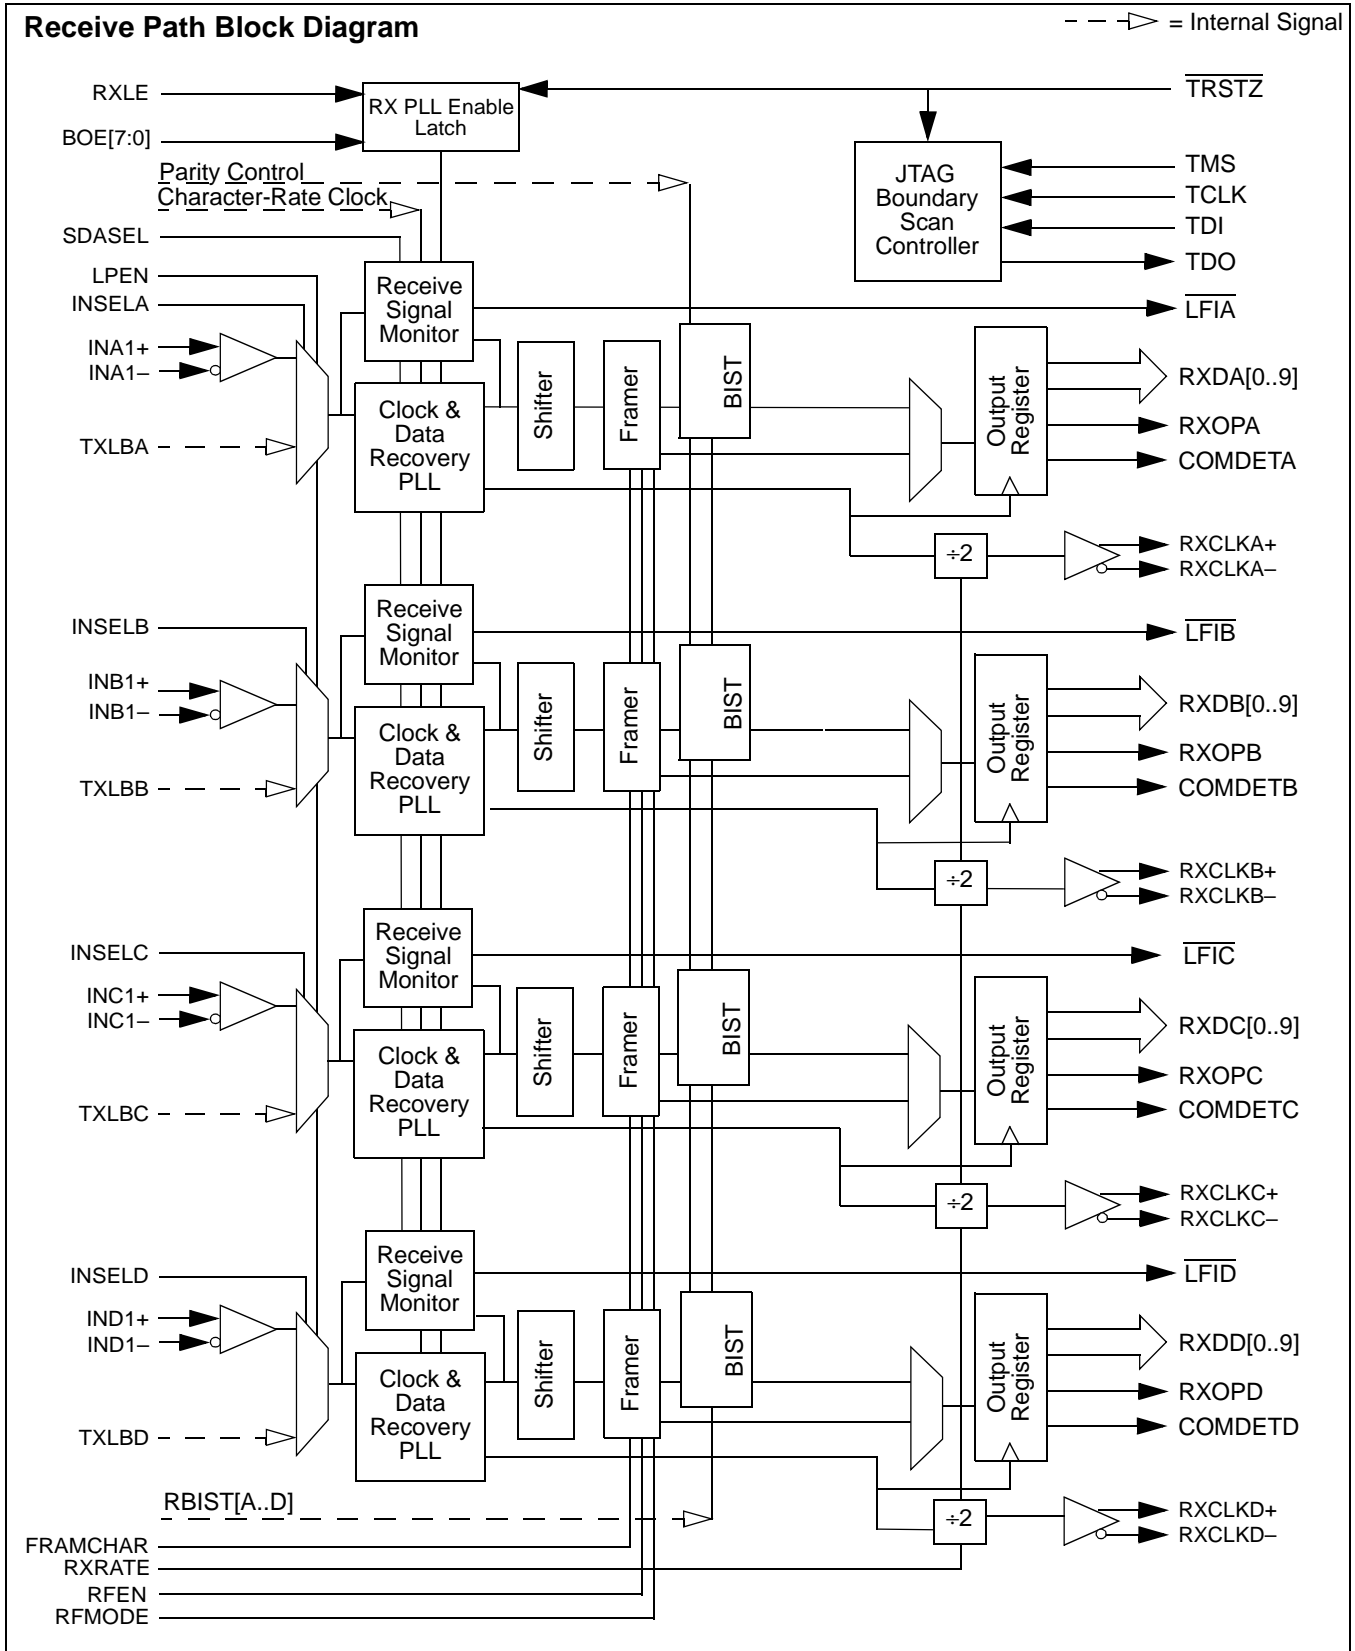 Receive Path Block Diagram
= Internal Signal
RXLE
BOE[7:0]
RX PLL Enable
Latch
TRSTZ
Parity Control
Character-Rate Clock
JTAG
Boundary
Scan
Controller
TMS
TCLK
TDI
TDO
SDASEL
LPEN
INSELA
INA1+
INA1–
TXLBA
Receive
Signal
Monitor
Clock &
Data
Recovery
PLL
Shifter
Framer
BIST
Output
Register
LFIA
RXDA[0..9]
RXOPA
COMDETA
÷2
RXCLKA+
RXCLKA–
INSELB
INB1+
INB1–
TXLBB
Receive
Signal
Monitor
Clock &
Data
Recovery
PLL
Shifter
Framer
BIST
Output
Register
LFIB
RXDB[0..9]
RXOPB
COMDETB
÷2
RXCLKB+
RXCLKB–
INSELC
INC1+
INC1–
TXLBC
Receive
Signal
Monitor
Clock &
Data
Recovery
PLL
Shifter
Framer
BIST
Output
Register
LFIC
RXDC[0..9]
RXOPC
COMDETC
÷2
RXCLKC+
RXCLKC–
INSELD
IND1+
IND1–
TXLBD
Receive
Signal
Monitor
Clock &
Data
Recovery
PLL
Shifter
Framer
BIST
Output
Register
LFID
RXDD[0..9]
RXOPD
COMDETD
÷2
RXCLKD+
RXCLKD–
RBIST[A..D]
FRAMCHAR
RXRATE
RFEN
RFMODE